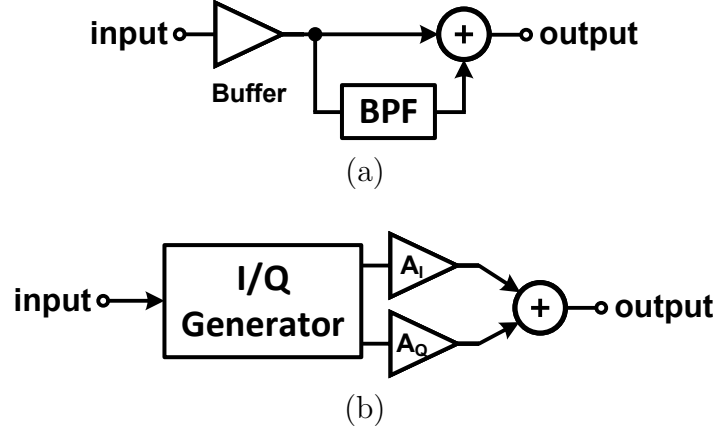 input
+
output
Buffer
BPF
(a)
input
I/Q
Generator
A_I
A_Q
+
output
(b)